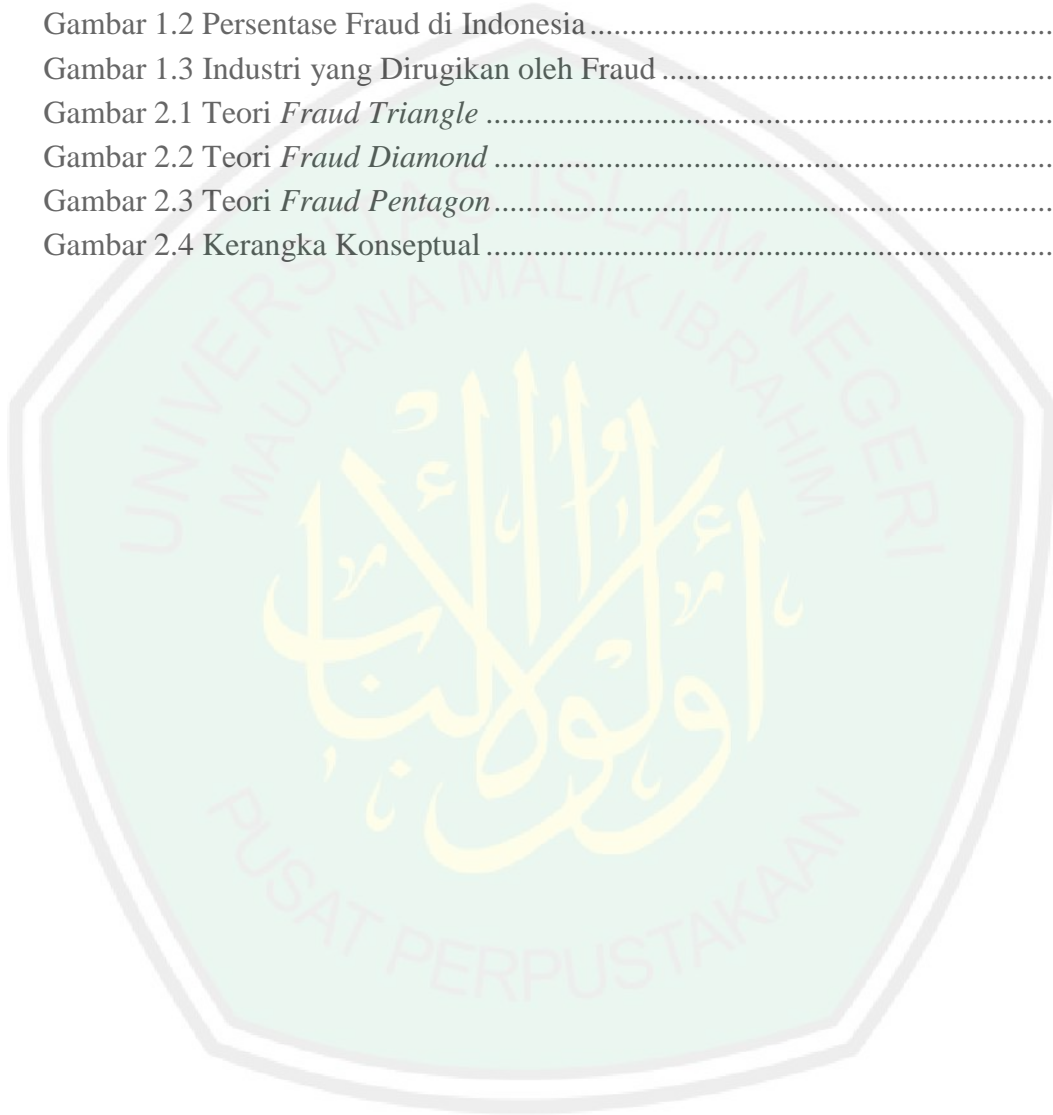 Gambar 1.2 Persentase Fraud di Indonesia ..........................................................
Gambar 1.3 Industri yang Dirugikan oleh Fraud .................................................
Gambar 2.1 Teori Fraud Triangle .......................................................................
Gambar 2.2 Teori Fraud Diamond ......................................................................
Gambar 2.3 Teori Fraud Pentagon ......................................................................
Gambar 2.4 Kerangka Konseptual .......................................................................
UNIVERSITAS ISLAM NEGERI
MAULANA MALIK IBRAHIM
أولوا الألباب
PUSAT PERPUSTAKAAN